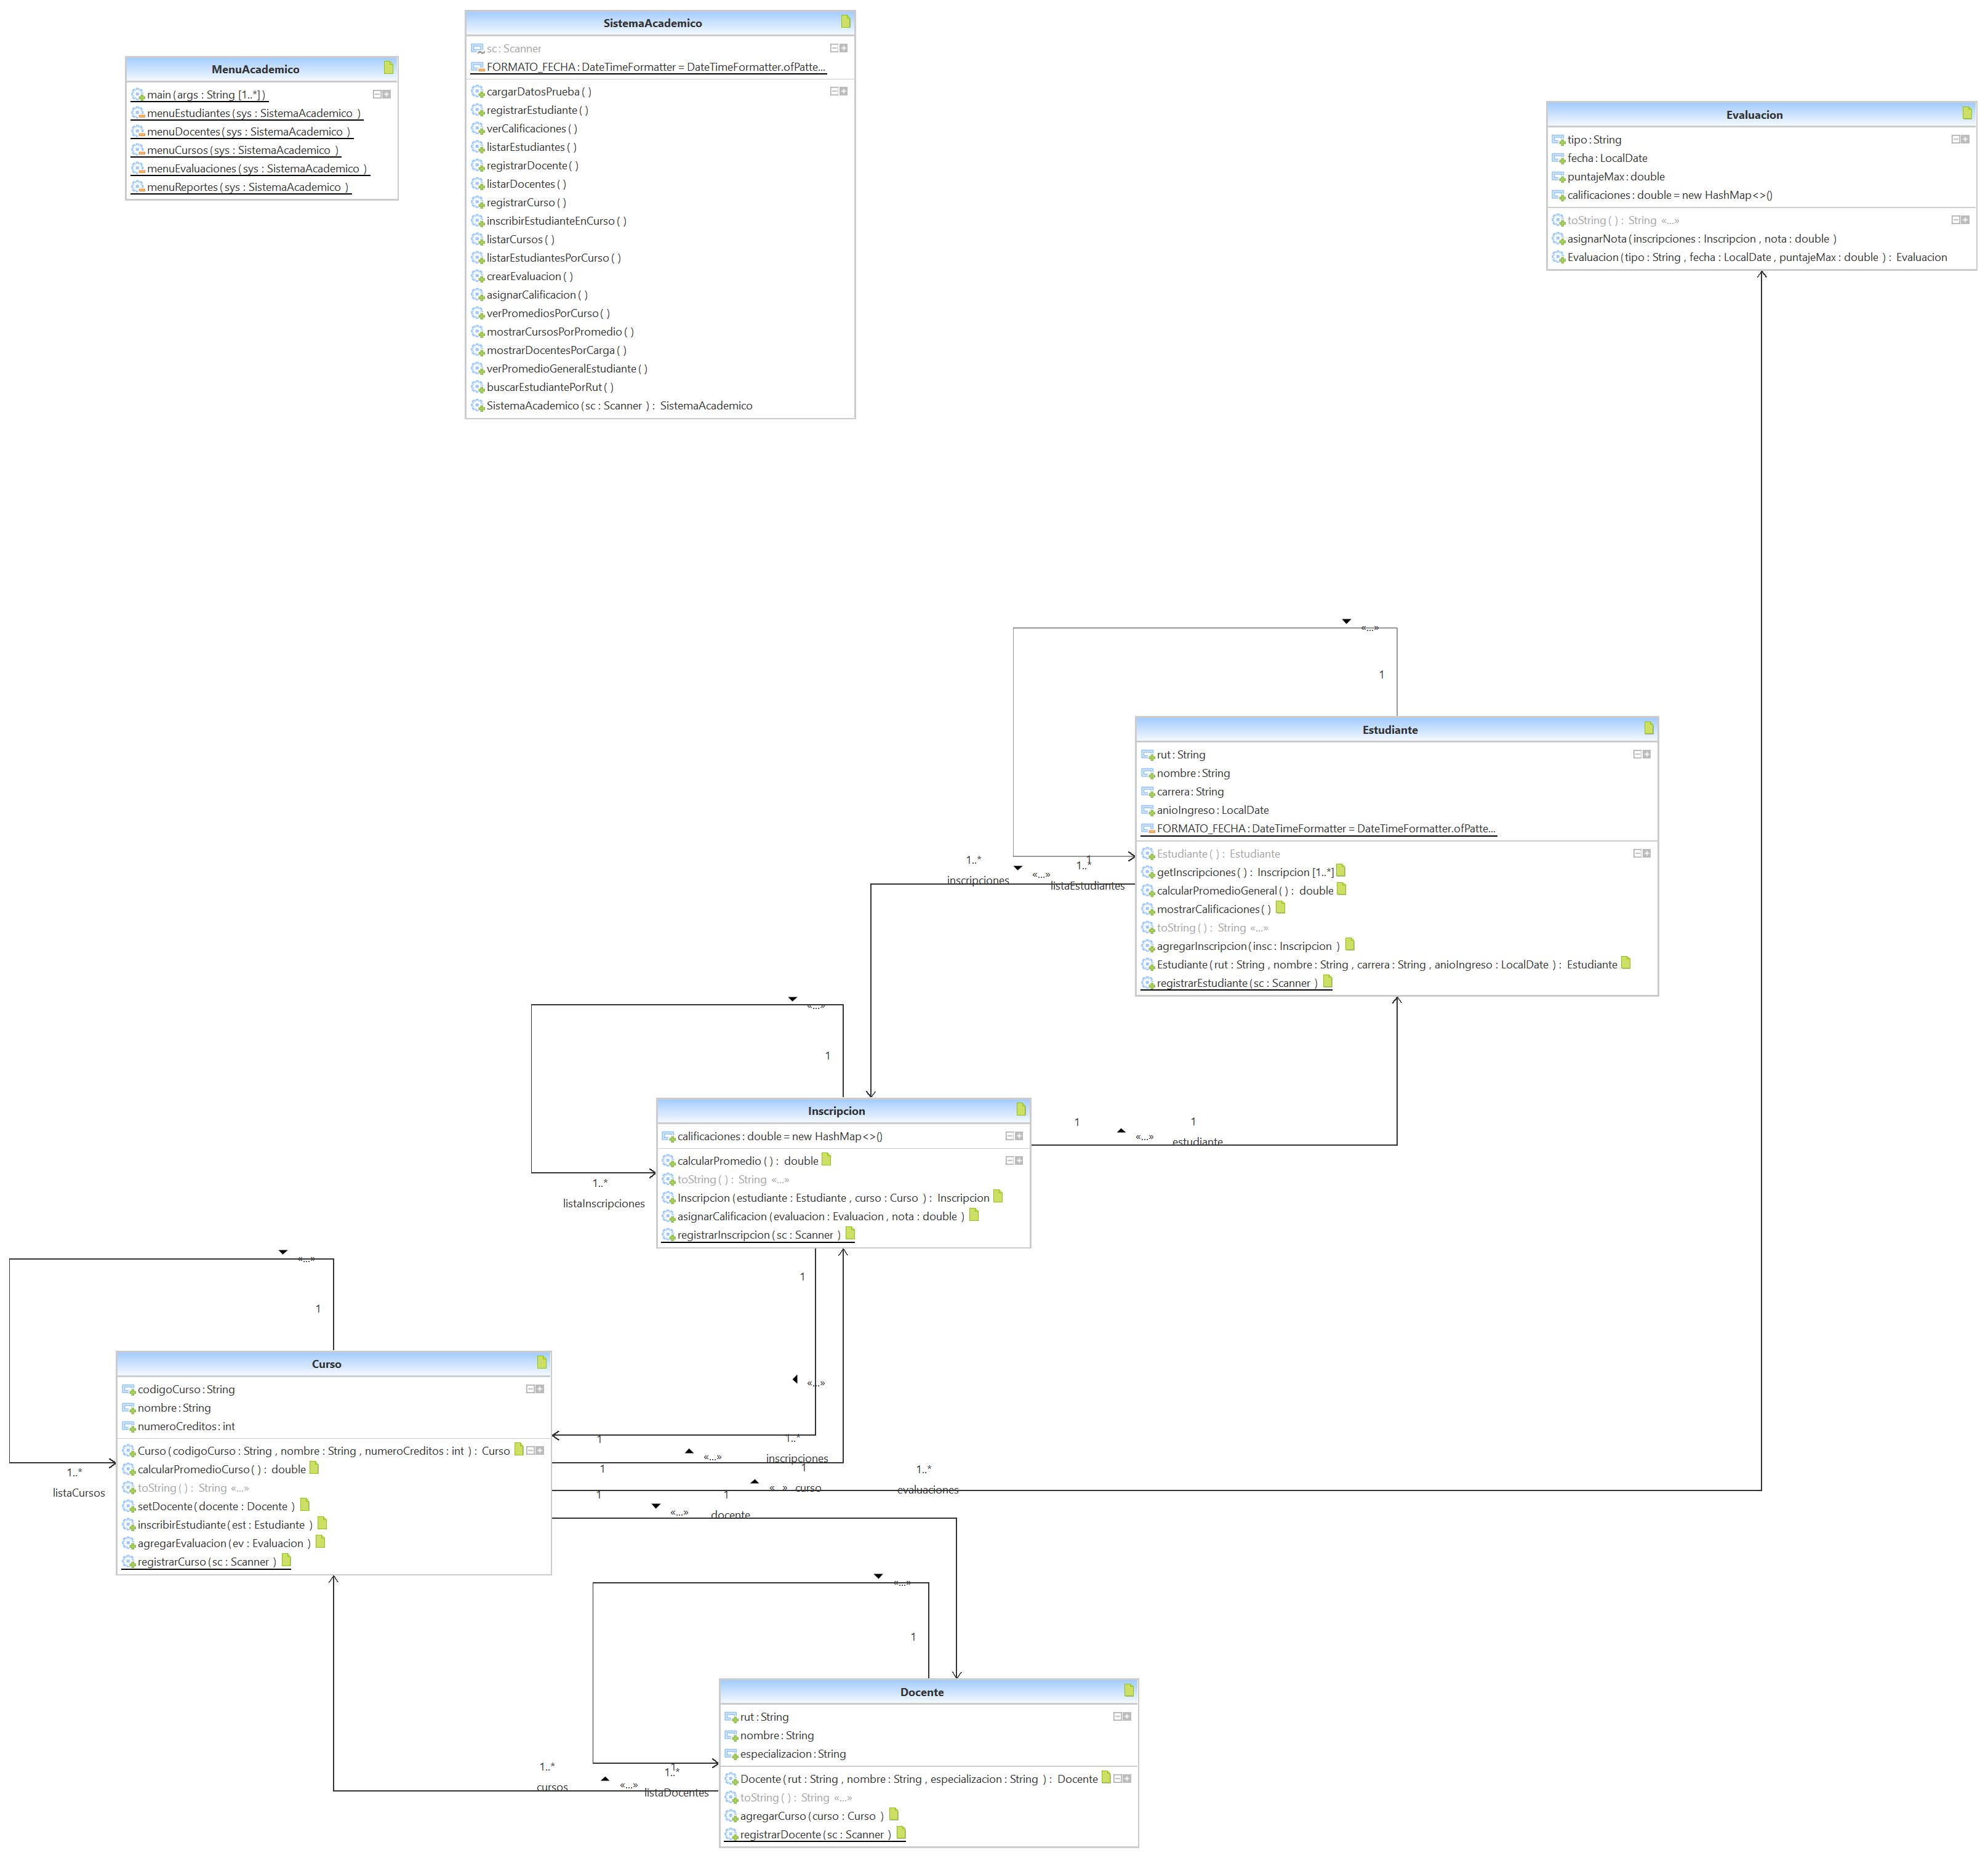 MenuAcademico
main ( args : String [1..*] )
menuEstudiantes ( sys : SistemaAcademico )
menuDocentes ( sys : SistemaAcademico )
menuCursos ( sys : SistemaAcademico )
menuEvaluaciones ( sys : SistemaAcademico )
menuReportes ( sys : SistemaAcademico )
SistemaAcademico
sc : Scanner
FORMATO_FECHA : DateTimeFormatter = DateTimeFormatter.ofPatte...
cargarDatosPrueba ( )
registrarEstudiante ( )
verCalificaciones ( )
listarEstudiantes ( )
registrarDocente ( )
listarDocentes ( )
registrarCurso ( )
inscribirEstudianteEnCurso ( )
listarCursos ( )
listarEstudiantesPorCurso ( )
crearEvaluacion ( )
asignarCalificacion ( )
verPromediosPorCurso ( )
mostrarCursosPorPromedio ( )
mostrarDocentesPorCarga ( )
verPromedioGeneralEstudiante ( )
buscarEstudiantePorRut ( )
SistemaAcademico ( sc : Scanner ) : SistemaAcademico
Evaluacion
tipo : String
fecha : LocalDate
puntajeMax : double
calificaciones : double = new HashMap<>()
toString ( ) : String «...»
asignarNota ( inscripciones : Inscripcion , nota : double )
Evaluacion ( tipo : String , fecha : LocalDate , puntajeMax : double ) : Evaluacion
«...»
1
Estudiante
rut : String
nombre : String
carrera : String
anioIngreso : LocalDate
FORMATO_FECHA : DateTimeFormatter = DateTimeFormatter.ofPatte...
Estudiante ( ) : Estudiante
getInscripciones ( ) : Inscripcion [1..*]
calcularPromedioGeneral ( ) : double
mostrarCalificaciones ( )
toString ( ) : String «...»
agregarInscripcion ( insc : Inscripcion )
Estudiante ( rut : String , nombre : String , carrera : String , anioIngreso : LocalDate ) : Estudiante
registrarEstudiante ( sc : Scanner )
1..*
inscripciones
«...»
1
1..*
listaEstudiantes
«...»
1
Inscripcion
calificaciones : double = new HashMap<>()
calcularPromedio ( ) : double
toString ( ) : String «...»
Inscripcion ( estudiante : Estudiante , curso : Curso ) : Inscripcion
asignarCalificacion ( evaluacion : Evaluacion , nota : double )
registrarInscripcion ( sc : Scanner )
1..*
listaInscripciones
1
«...»
1
estudiante
«...»
1
1
«...»
Curso
codigoCurso : String
nombre : String
numeroCreditos : int
Curso ( codigoCurso : String , nombre : String , numeroCreditos : int ) : Curso
calcularPromedioCurso ( ) : double
toString ( ) : String «...»
setDocente ( docente : Docente )
inscribirEstudiante ( est : Estudiante )
agregarEvaluacion ( ev : Evaluacion )
registrarCurso ( sc : Scanner )
1..*
listaCursos
1
1..*
«...»
inscripciones
1
1
1..*
«...»
curso
evaluaciones
1
1
«...»
docente
«...»
1
Docente
rut : String
nombre : String
especializacion : String
Docente ( rut : String , nombre : String , especializacion : String ) : Docente
toString ( ) : String «...»
agregarCurso ( curso : Curso )
registrarDocente ( sc : Scanner )
1..*
cursos
«...»
1
1..*
listaDocentes